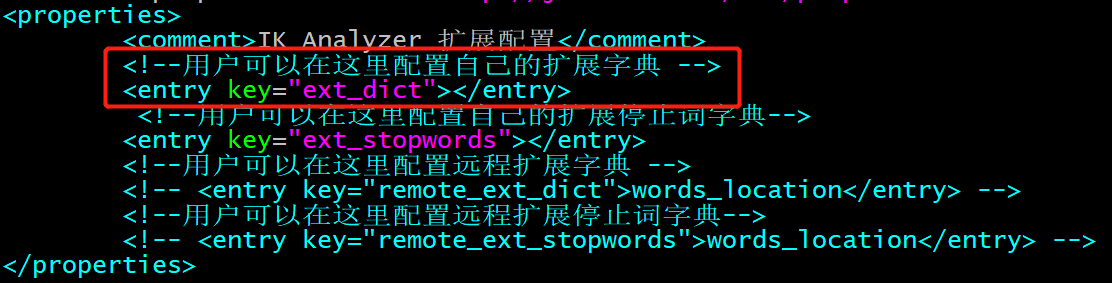 <properties>
<comment>IK Analyzer 扩展配置</comment>
<!--用户可以在这里配置自己的扩展字典 -->
<entry key="ext_dict"></entry>
<!--用户可以在这里配置自己的扩展停止词字典-->
<entry key="ext_stopwords"></entry>
<!--用户可以在这里配置远程扩展字典 -->
<!-- <entry key="remote_ext_dict">words_location</entry> -->
<!--用户可以在这里配置远程扩展停止词字典-->
<!-- <entry key="remote_ext_stopwords">words_location</entry> -->
</properties>